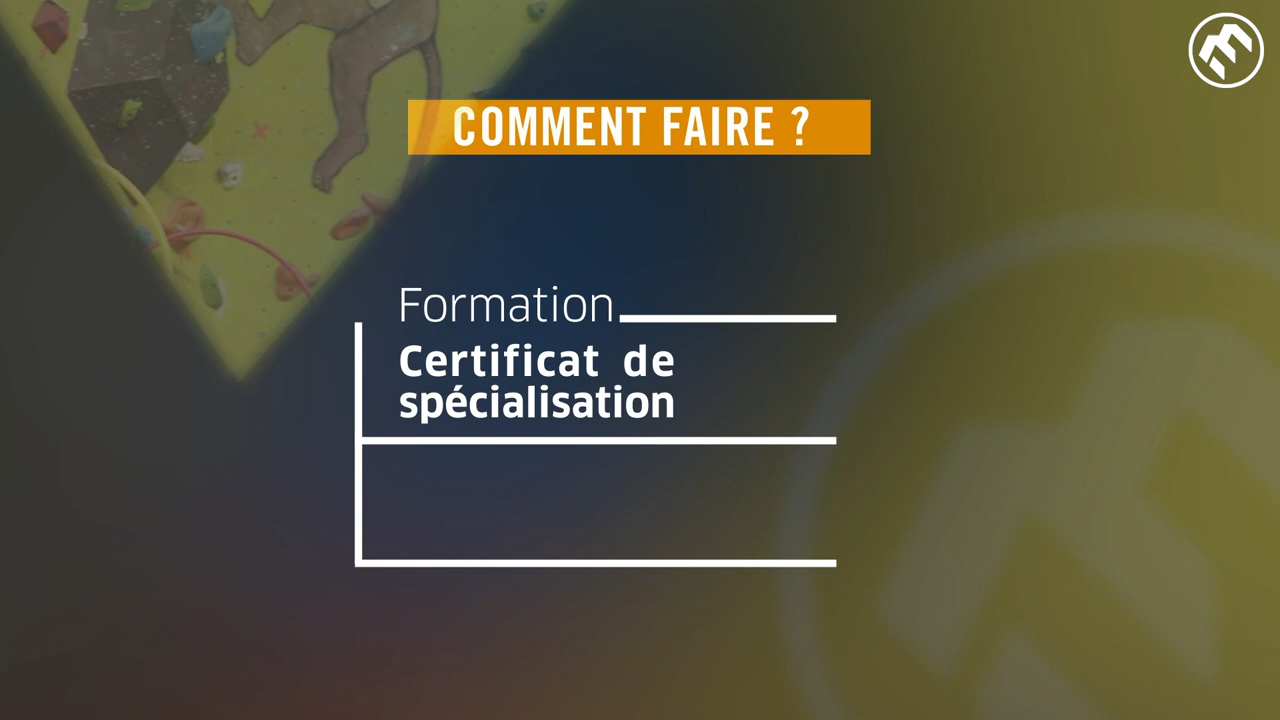 COMMENT FAIRE ?
Formation
Certificat de
spécialisation